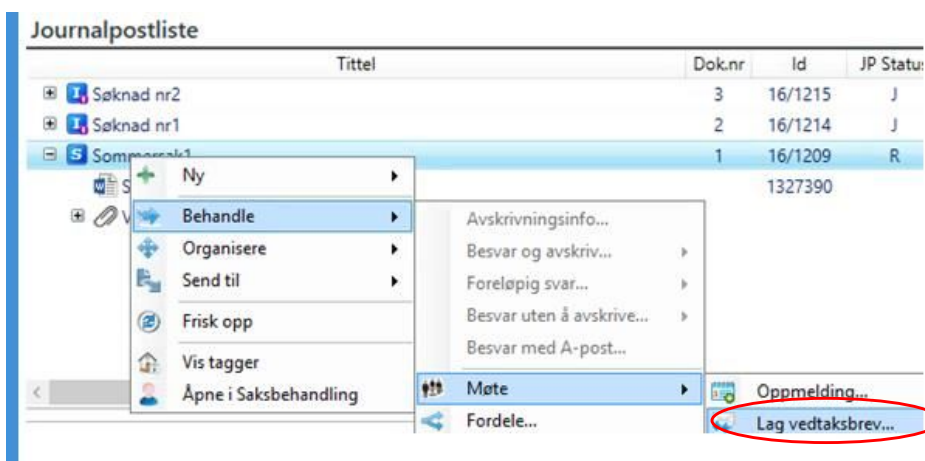 Journalpostliste
Tittel Dok.nr Id JP Statu
Søknad nr2 3 16/1215 J
Søknad nr1 2 16/1214 J
Sommersak1 1 16/1209 R
S 1327390
V
Ny
Behandle
Organisere
Send til
Frisk opp
Vis tagger
Åpne i Saksbehandling
Avskrivningsinfo...
Besvar og avskriv...
Foreløpig svar...
Besvar uten å avskrive...
Besvar med A-post...
Møte
Fordele...
Oppmelding...
Lag vedtaksbrev...